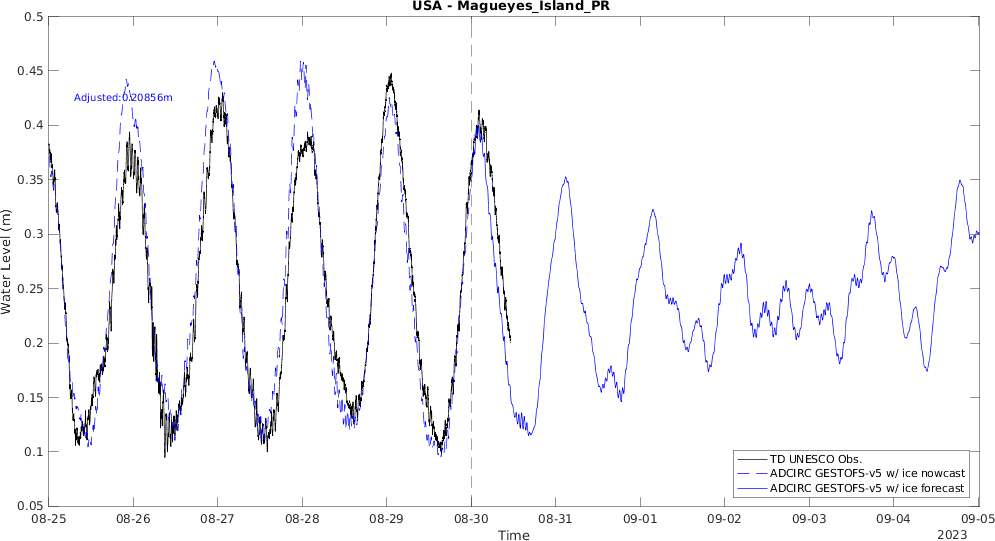 USA - Magueyes_Island_PR
0.5
0.45
0.4
0.35
0.3
0.25
0.2
0.15
0.1
0.05
Water Level (m)
Adjusted:0.20856m
TD UNESCO Obs.
ADCIRC GESTOFS-v5 w/ ice nowcast
ADCIRC GESTOFS-v5 w/ ice forecast
08-25 08-26 08-27 08-28 08-29 08-30 08-31 09-01 09-02 09-03 09-04 09-05
Time
2023